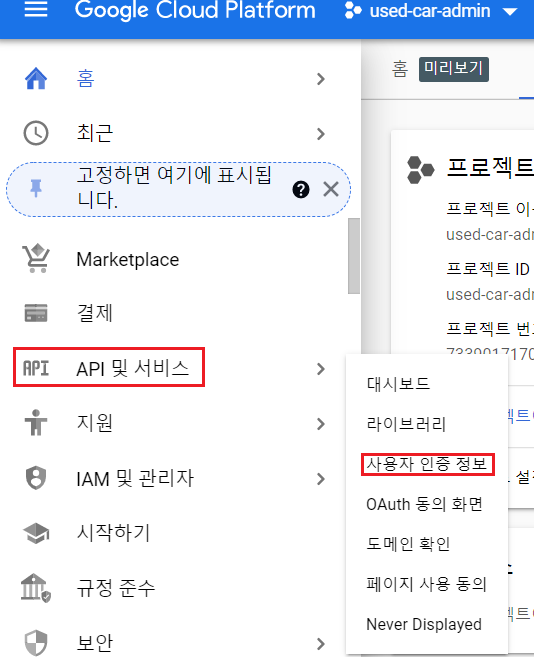 Google Cloud Platform
used-car-admin
홈
최근
고정하면 여기에 표시됩
니다.
Marketplace
결제
API API 및 서비스
지원
IAM 및 관리자
시작하기
규정 준수
보안
대시보드
라이브러리
사용자 인증 정보
OAuth 동의 화면
도메인 확인
페이지 사용 동의
Never Displayed
홈 미리보기
프로젝트
프로젝트 이
used-car-adm
프로젝트 ID
used-car-adm
프로젝트 번